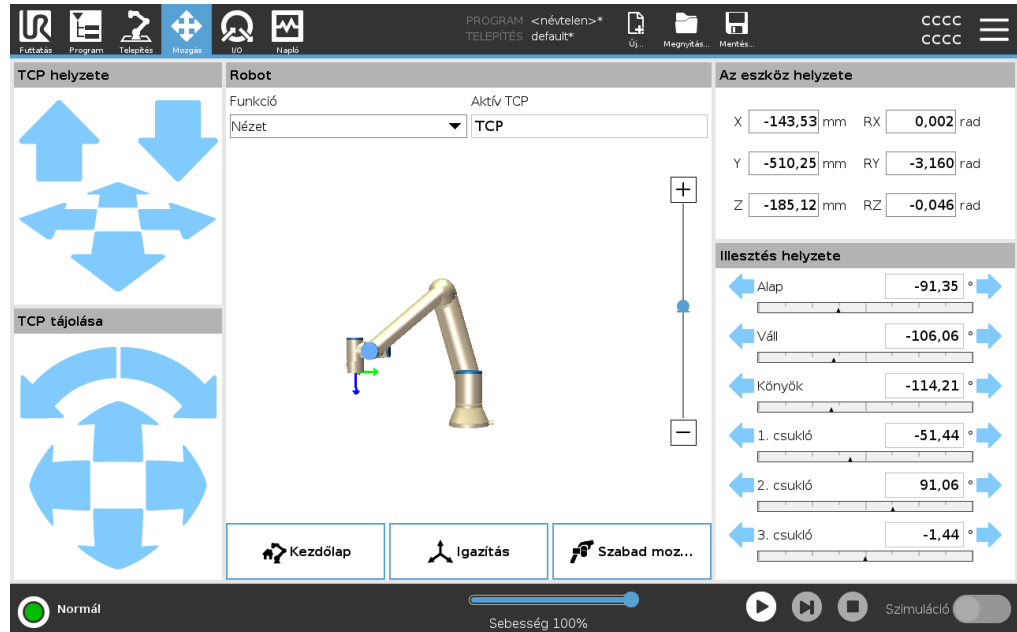 UR
Futtatás
Program
Telepítés
Mozgás
I/O
Napló
PROGRAM <névtelen>*
TELEPÍTÉS default*
Új...
Megnyitás...
Mentés...
CCCC
CCCC
TCP helyzete
TCP tájolása
Robot
Funkció
Aktív TCP
Nézet
TCP
Kezdőlap
Igazítás
Szabad moz...
Az eszköz helyzete
X -143,53 mm RX 0,002 rad
Y -510,25 mm RY -3,160 rad
Z -185,12 mm RZ -0,046 rad
Illesztés helyzete
Alap -91,35 °
Váll -106,06 °
Könyök -114,21 °
1. csukló -51,44 °
2. csukló 91,06 °
3. csukló -1,44 °
Normál
Sebesség 100%
Szimuláció